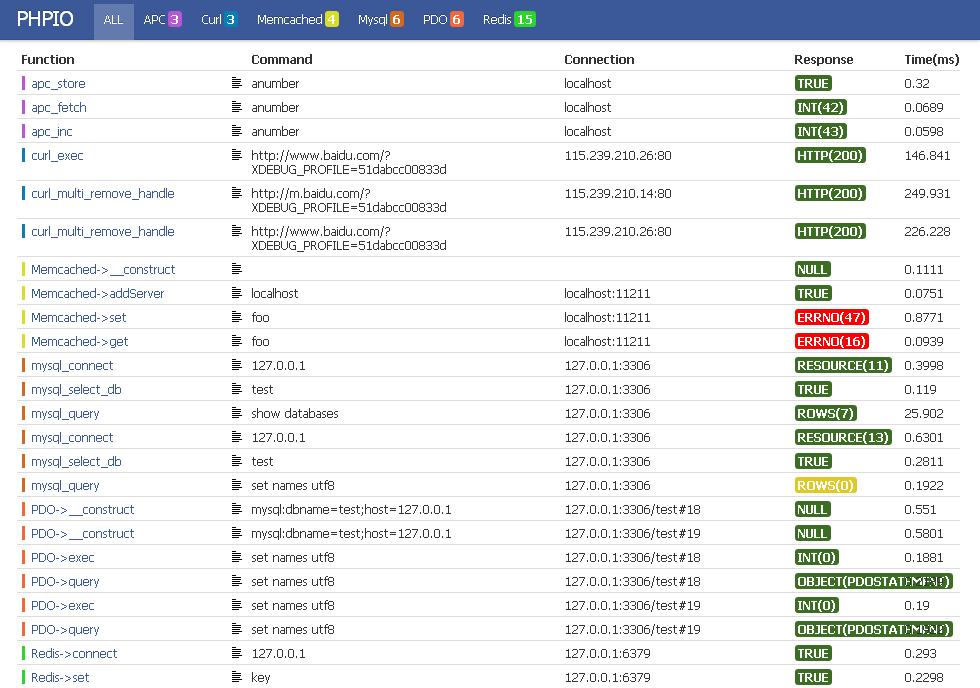 PHPIO ALL APC 3 Curl 3 Memcached 4 Mysql 6 PDO 6 Redis 15
Function Command Connection Response Time(ms)
apc_store anumber localhost TRUE 0.32
apc_fetch anumber localhost INT(42) 0.0689
apc_inc anumber localhost INT(43) 0.0598
curl_exec http://www.baidu.com/? 115.239.210.26:80 HTTP(200) 146.841
XDEBUG_PROFILE=51dabcc00833d
curl_multi_remove_handle http://m.baidu.com/? 115.239.210.14:80 HTTP(200) 249.931
XDEBUG_PROFILE=51dabcc00833d
curl_multi_remove_handle http://www.baidu.com/? 115.239.210.26:80 HTTP(200) 226.228
XDEBUG_PROFILE=51dabcc00833d
Memcached->__construct NULL 0.1111
Memcached->addServer localhost localhost:11211 TRUE 0.0751
Memcached->set foo localhost:11211 ERRNO(47) 0.8771
Memcached->get foo localhost:11211 ERRNO(16) 0.0939
mysql_connect 127.0.0.1 127.0.0.1:3306 RESOURCE(11) 0.3998
mysql_select_db test 127.0.0.1:3306 TRUE 0.119
mysql_query show databases 127.0.0.1:3306 ROWS(7) 25.902
mysql_connect 127.0.0.1 127.0.0.1:3306 RESOURCE(13) 0.6301
mysql_select_db test 127.0.0.1:3306 TRUE 0.2811
mysql_query set names utf8 127.0.0.1:3306 ROWS(0) 0.1922
PDO->__construct mysql:dbname=test;host=127.0.0.1 127.0.0.1:3306/test#18 NULL 0.551
PDO->__construct mysql:dbname=test;host=127.0.0.1 127.0.0.1:3306/test#19 NULL 0.5801
PDO->exec set names utf8 127.0.0.1:3306/test#18 INT(0) 0.1881
PDO->query set names utf8 127.0.0.1:3306/test#18 OBJECT(PDOSTATEMENT)
PDO->exec set names utf8 127.0.0.1:3306/test#19 INT(0) 0.19
PDO->query set names utf8 127.0.0.1:3306/test#19 OBJECT(PDOSTATEMENT)
Redis->connect 127.0.0.1 127.0.0.1:6379 TRUE 0.293
Redis->set key 127.0.0.1:6379 TRUE 0.2298